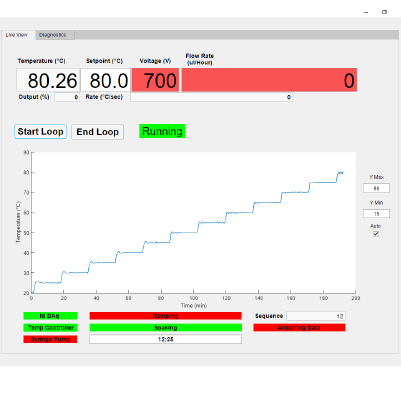 Live View Diagnostics
Temperature (°C) Setpoint (°C) Voltage (V) Flow Rate (ul/Hour)
80.26 80.0 700 0
Output (%) 0 Rate (°C/sec) 0
Start Loop End Loop Running
90
80
70
60
50
40
30
20
Temperature (°C)
0 20 40 60 80 100 120 140 160 180 200
Time (min)
Y Max
Y Min
15
Auto
NI DAq Ramping Sequence 12
Temp Controller Soaking Acquiring Data
Syringe Pump 12:25